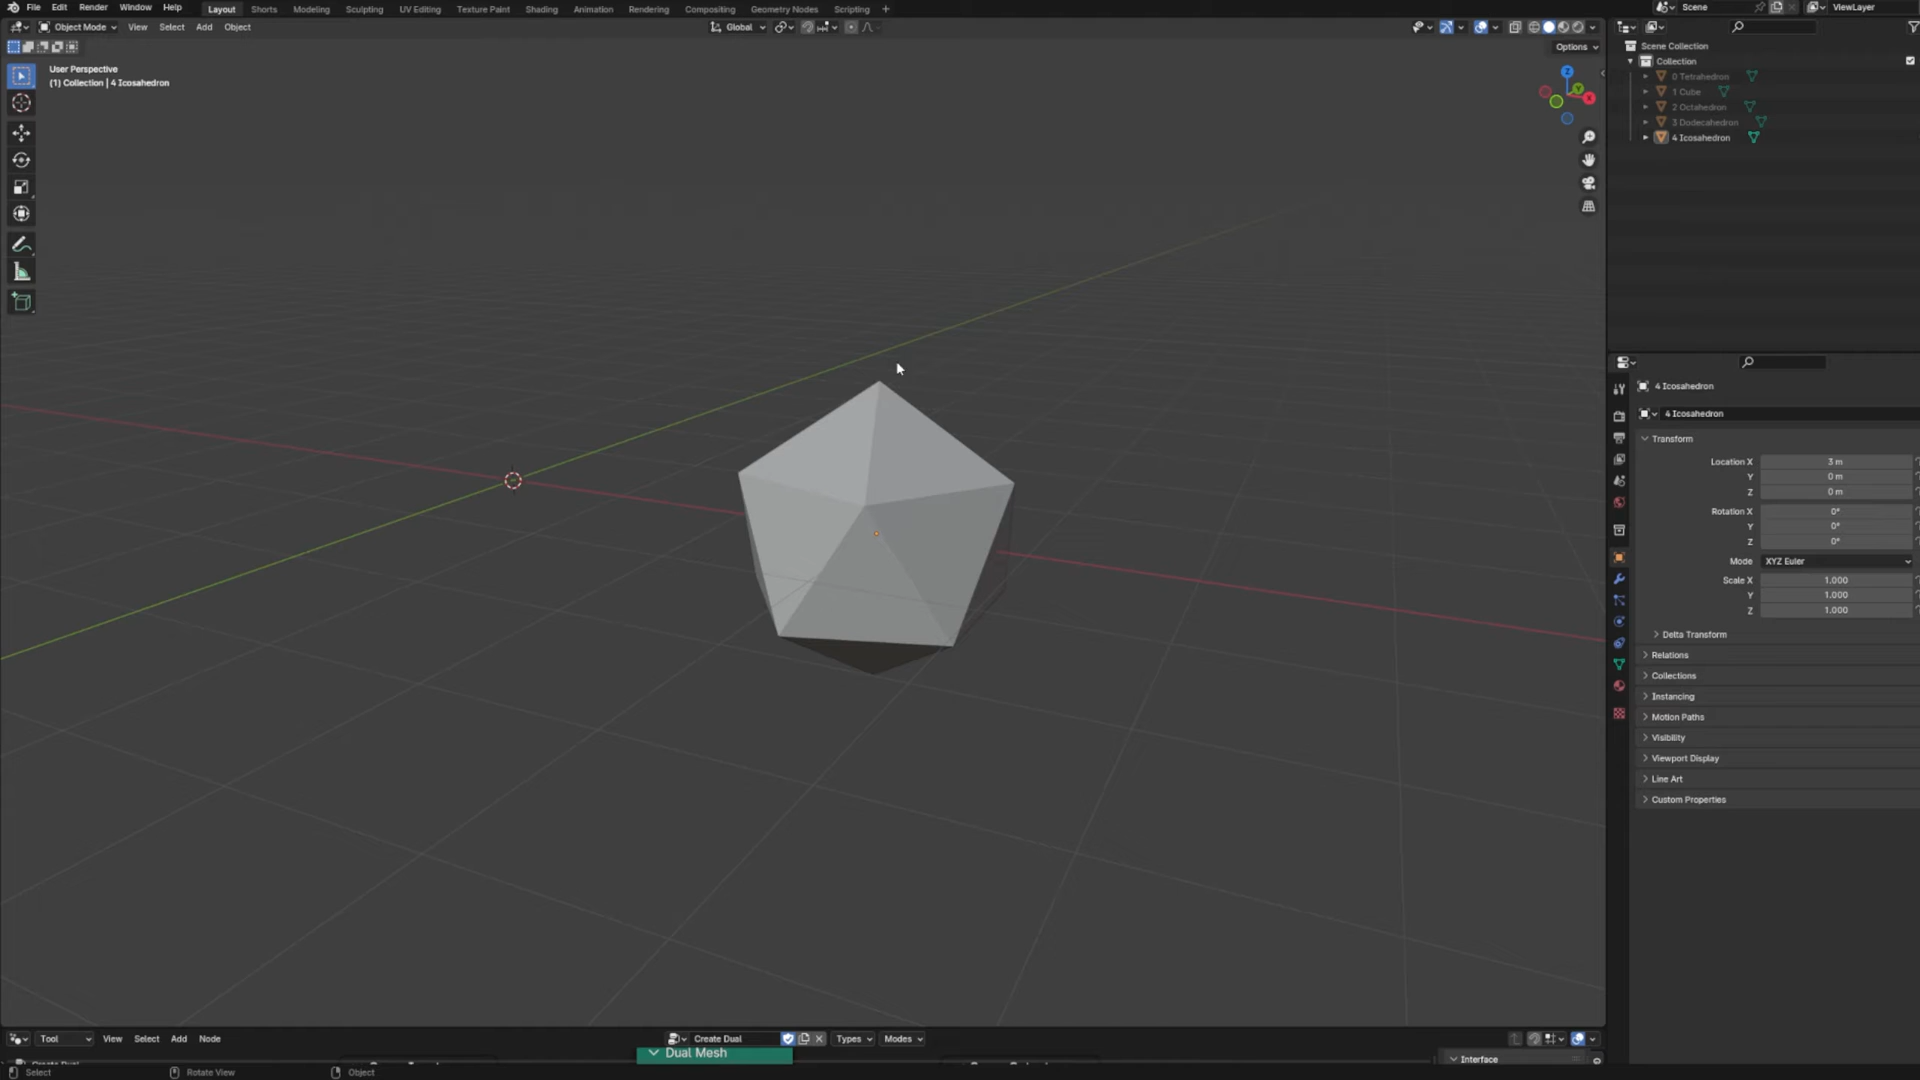 File Edit Render Window Help Layout Shorts Modeling Sculpting UV Editing Texture Paint Shading Animation Rendering Compositing Geometry Nodes Scripting + Scene ViewLayer
Object Mode View Select Add Object Global
Options
User Perspective
(1) Collection | 4 Icosahedron
Z
Y
X
Scene Collection
Collection
0 Tetrahedron
1 Cube
2 Octahedron
3 Dodecahedron
4 Icosahedron
4 Icosahedron
4 Icosahedron
Transform
Location X 3 m
Y 0 m
Z 0 m
Rotation X 0°
Y 0°
Z 0°
Mode XYZ Euler
Scale X 1.000
Y 1.000
Z 1.000
Delta Transform
Relations
Collections
Instancing
Motion Paths
Visibility
Viewport Display
Line Art
Custom Properties
Tool View Select Add Node Create Dual Types Modes
Dual Mesh
Interface
Select Rotate View Object